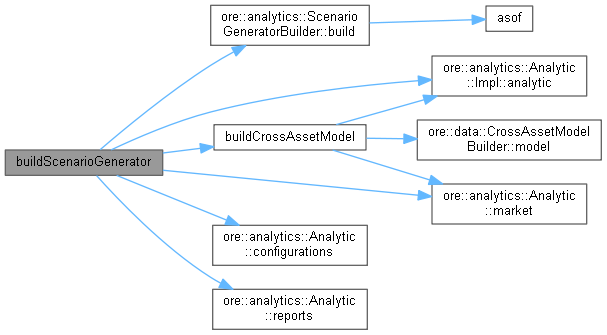 buildScenarioGenerator
ore::analytics::Scenario
GeneratorBuilder::build
asof
ore::analytics::Analytic
::Impl::analytic
buildCrossAssetModel
ore::data::CrossAssetModel
Builder::model
ore::analytics::Analytic
::market
ore::analytics::Analytic
::configurations
ore::analytics::Analytic
::reports